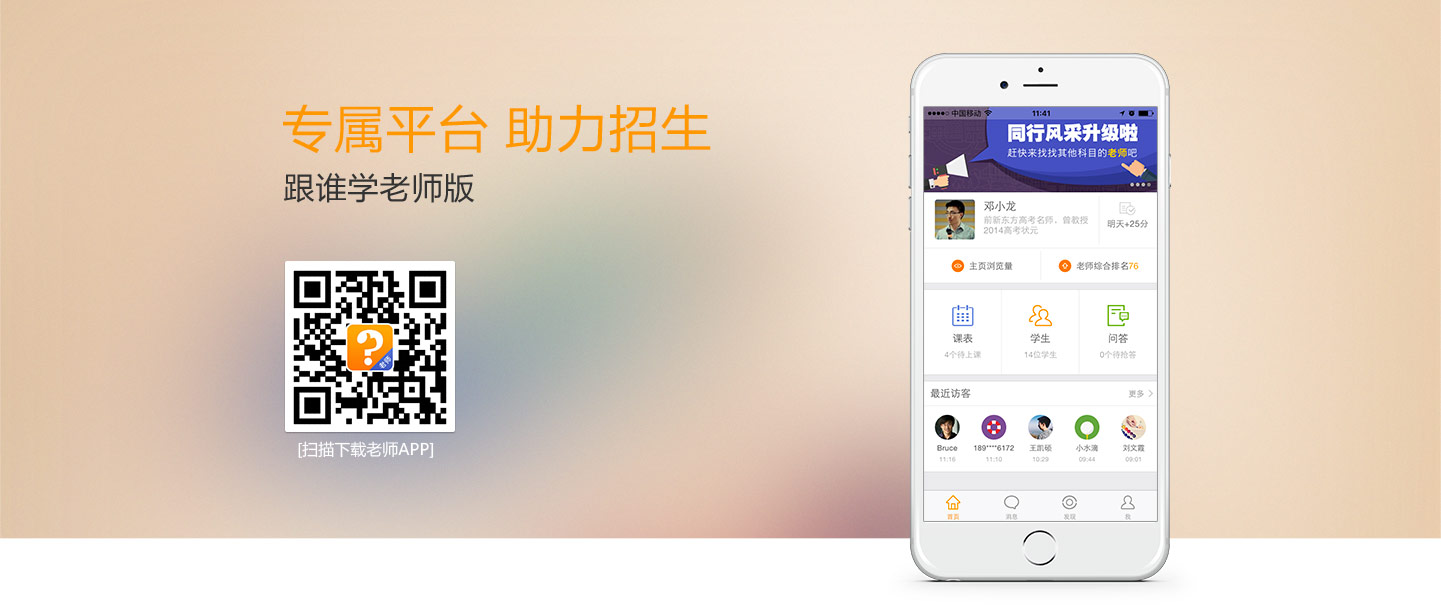 专属平台 助力招生
跟谁学老师版
?
老师
[扫描下载老师APP]
中国移动
11:41
同行风采升级啦
赶快来找找其他科目的老师吧
邓小龙
前新东方高考名师,曾教授
2014高考状元
明天+25分
主页浏览量
老师综合排名76
课表
4个待上课
学生
14位学生
问答
0个待抢答
最近访客
更多
Bruce
189****6172
王凯硕
小水滴
刘文霞
11:16
11:10
10:29
09:44
09:01
首页
消息
发现
我